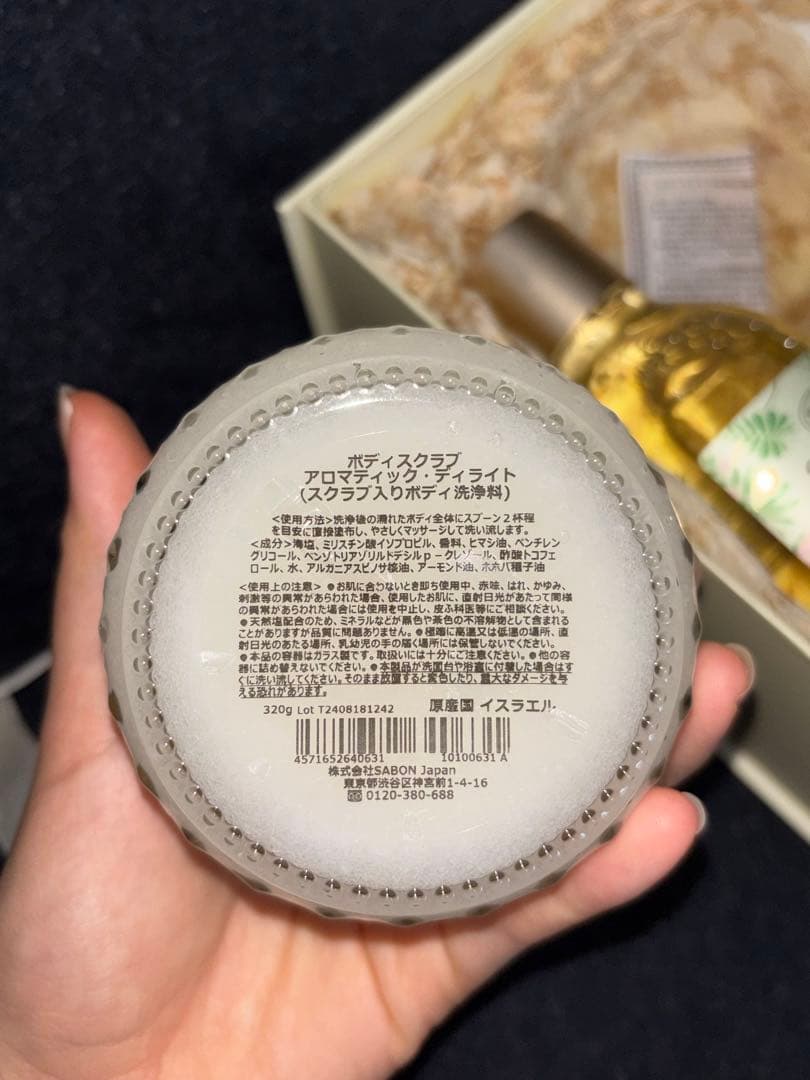 ボディスクラブ
アロマティック・ディライト
(スクラブ入りボディ洗浄料)
<使用方法>洗浄後の濡れたボディ全体にスプーン2杯程
を目安に直接塗布し、やさしくマッサージして洗い流します。
<成分>海塩、ミリスチン酸イソプロピル、香料、ヒマシ油、ペンチレン
グリコール、ベンゾトリアゾリルドデシルp-クレゾール、酢酸トコフェ
ロール、水、アルガニアスピノサ核油、アーモンド油、ホホバ種子油
<使用上の注意> ●お肌に合わないとき即ち使用中、赤味、はれ、かゆみ、
刺激等の異常があらわれた場合、使用したお肌に、直射日光があたって同様
の異常があらわれた場合には使用を中止し、皮ふ科医等にご相談ください。
●天然塩配合のため、ミネラルなどが黒色や茶色の不溶解物として含まれる
ことがありますが品質に問題ありません。●極端に高温又は低温の場所、直
射日光のあたる場所、乳幼児の手の届く場所には保管しないでください。
●本品の容器はガラス製です。取扱いには十分にご注意ください。●他の容
器に詰め替えないでください。●本製品が洗面台や浴室に付着した場合はす
ぐに洗い流してください。そのまま放置すると変色したり、重大なダメージを与
える恐れがあります。
320g Lot T2408181242 原産国 イスラエル
4571652640631 10100631 A
株式会社SABON Japan
東京都渋谷区神宮前1-4-16
0120-380-688